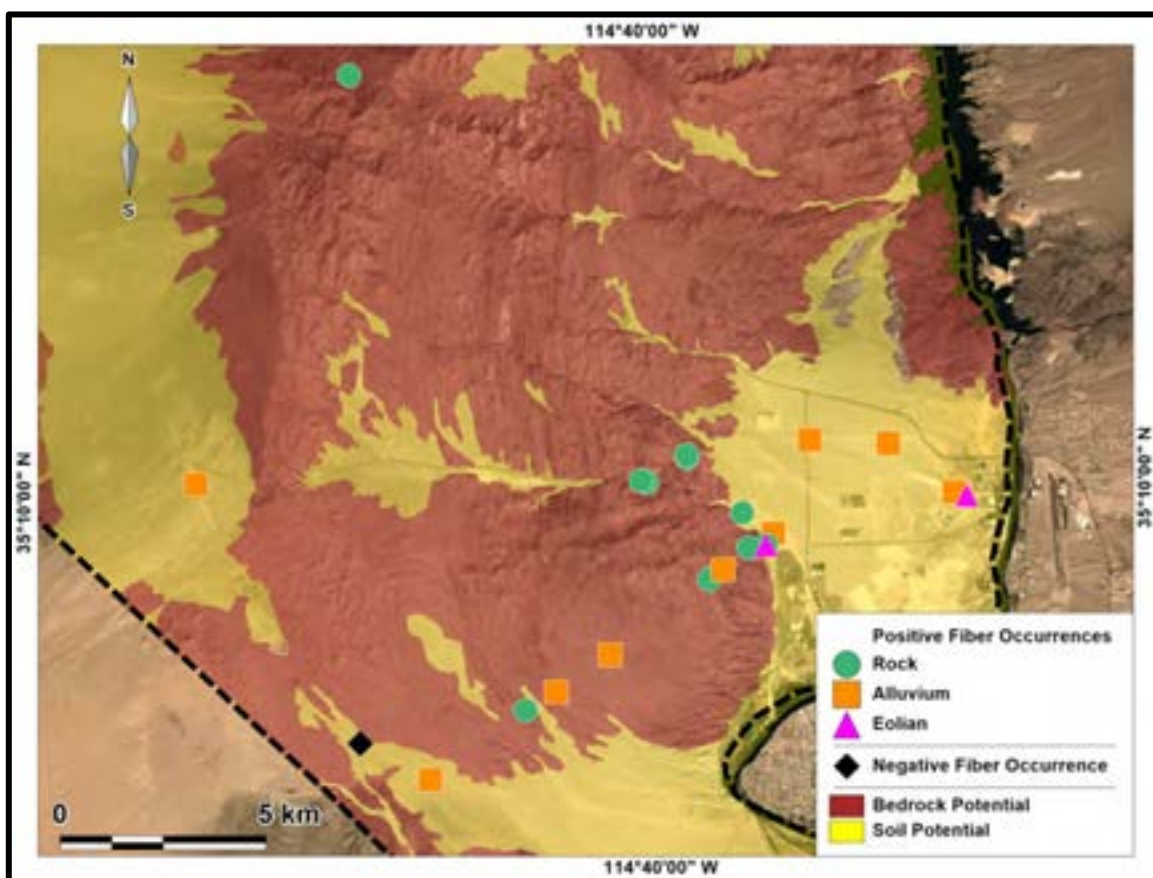 114°40'00" W
N
S
35°10'00" N
35°10'00" N
Positive Fiber Occurrences
Rock
Alluvium
Eolian
Negative Fiber Occurrence
Bedrock Potential
Soil Potential
0 5 km
114°40'00" W